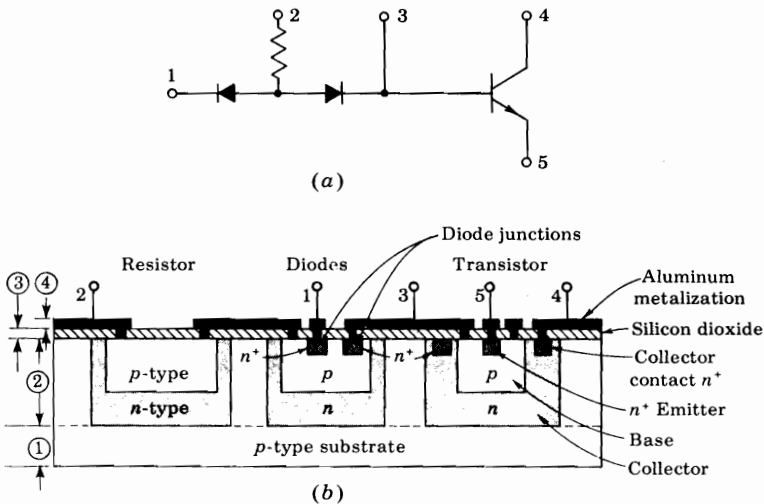 2
3
4
1
5
(a)
Diode junctions
Resistor
Diodes
Transistor
③
④
2
1
3
5
4
Aluminum
metalization
Silicon dioxide
n⁺
n⁺
Collector
contact n⁺
②
p-type
p
p
n⁺ Emitter
n-type
n
n
Base
①
p-type substrate
Collector
(b)